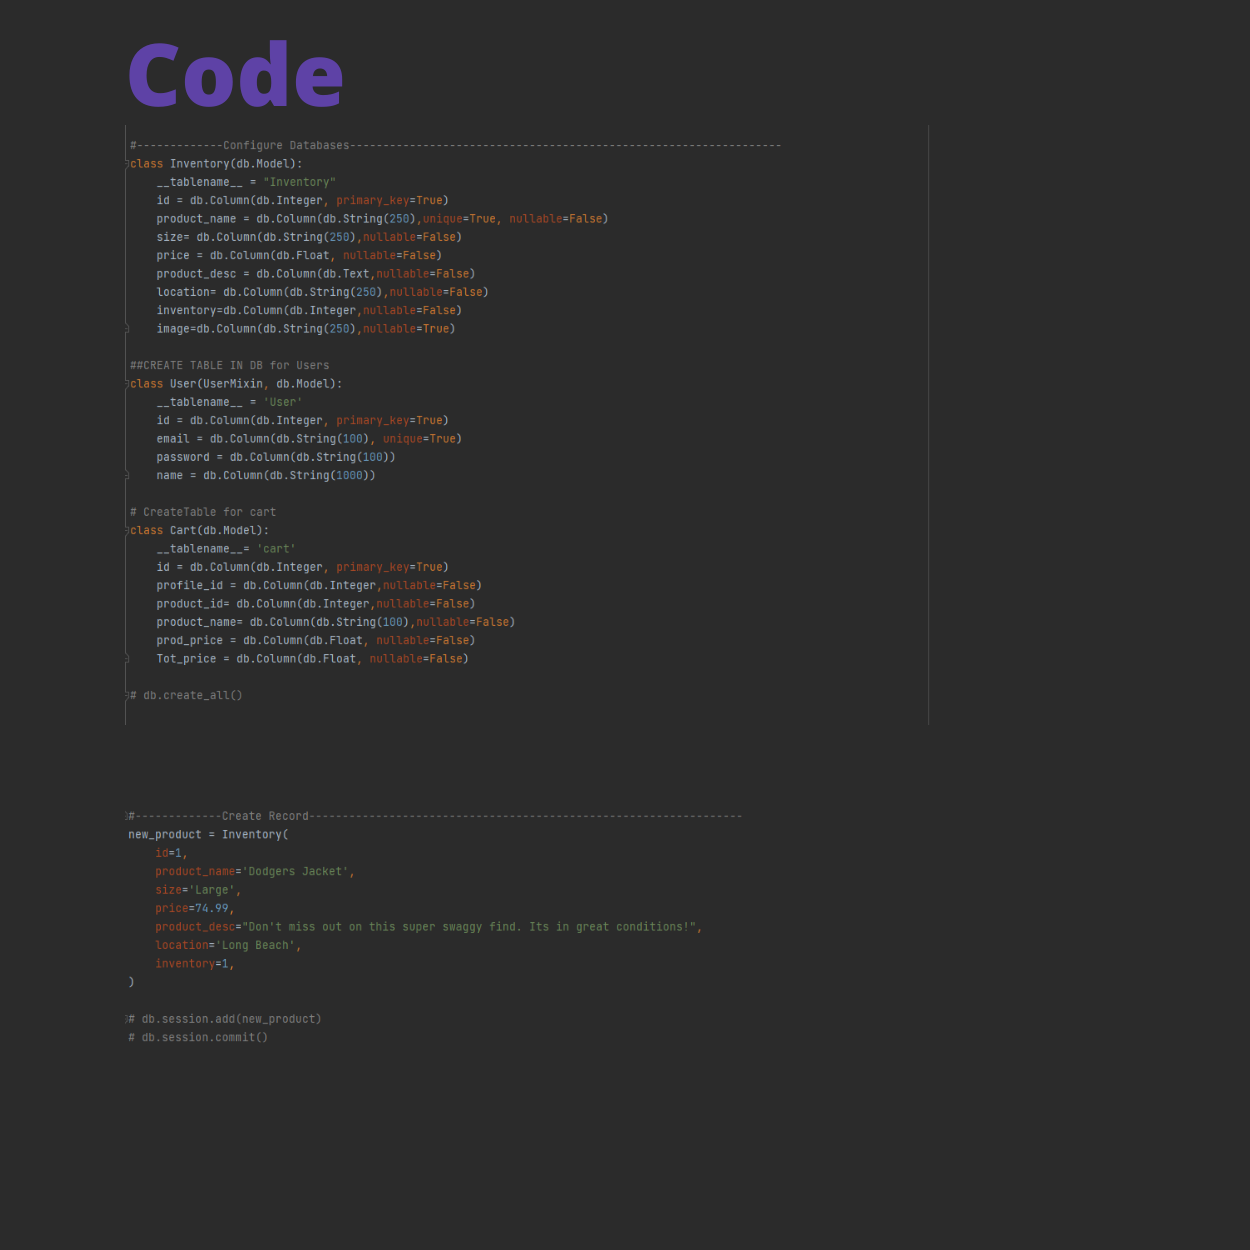 Code
#-------------Configure Databases-----------------------------------------------------------------
class Inventory(db.Model):
    __tablename__ = "Inventory"
    id = db.Column(db.Integer, primary_key=True)
    product_name = db.Column(db.String(250),unique=True, nullable=False)
    size= db.Column(db.String(250),nullable=False)
    price = db.Column(db.Float, nullable=False)
    product_desc = db.Column(db.Text,nullable=False)
    location= db.Column(db.String(250),nullable=False)
    inventory=db.Column(db.Integer,nullable=False)
    image=db.Column(db.String(250),nullable=True)
##CREATE TABLE IN DB for Users
class User(UserMixin, db.Model):
    __tablename__ = 'User'
    id = db.Column(db.Integer, primary_key=True)
    email = db.Column(db.String(100), unique=True)
    password = db.Column(db.String(100))
    name = db.Column(db.String(1000))
# CreateTable for cart
class Cart(db.Model):
    __tablename__= 'cart'
    id = db.Column(db.Integer, primary_key=True)
    profile_id = db.Column(db.Integer,nullable=False)
    product_id= db.Column(db.Integer,nullable=False)
    product_name= db.Column(db.String(100),nullable=False)
    prod_price = db.Column(db.Float, nullable=False)
    Tot_price = db.Column(db.Float, nullable=False)
# db.create_all()
#-------------Create Record-----------------------------------------------------------------
new_product = Inventory(
    id=1,
    product_name='Dodgers Jacket',
    size='Large',
    price=74.99,
    product_desc="Don't miss out on this super swaggy find. Its in great conditions!",
    location='Long Beach',
    inventory=1,
)
# db.session.add(new_product)
# db.session.commit()